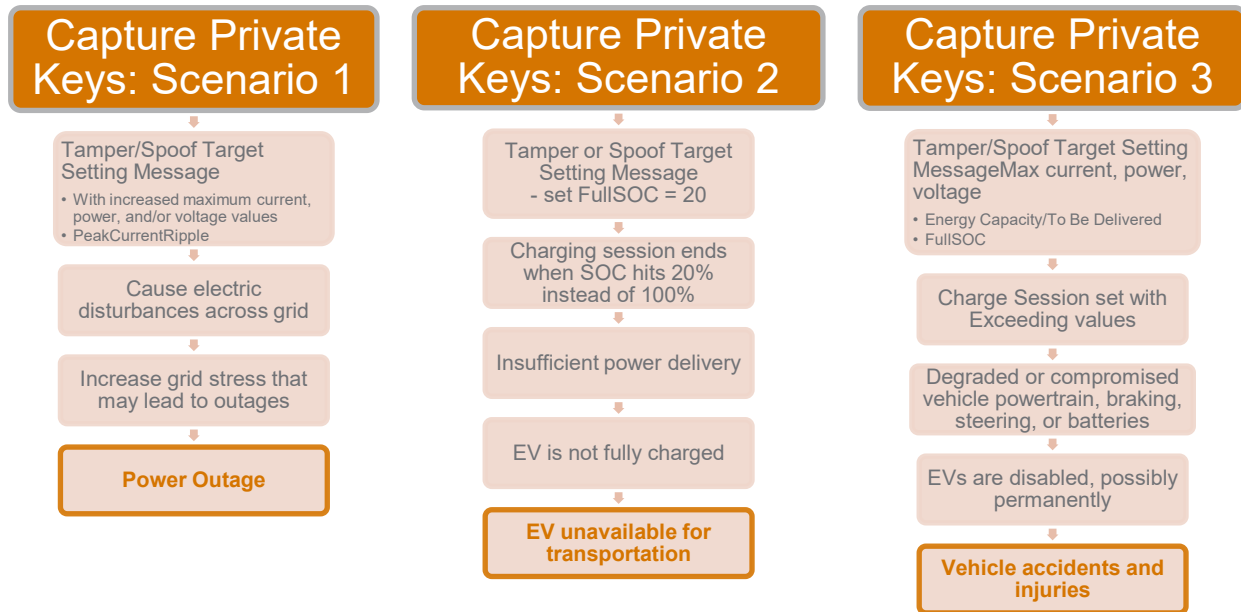 Capture Private
Keys: Scenario 1
Tamper/Spoof Target
Setting Message
• With increased maximum current,
power, and/or voltage values
• PeakCurrentRipple
Cause electric
disturbances across grid
Increase grid stress that
may lead to outages
Power Outage
Capture Private
Keys: Scenario 2
Tamper or Spoof Target
Setting Message
- set FullSOC = 20
Charging session ends
when SOC hits 20%
instead of 100%
Insufficient power delivery
EV is not fully charged
EV unavailable for
transportation
Capture Private
Keys: Scenario 3
Tamper/Spoof Target Setting
MessageMax current, power,
voltage
• Energy Capacity/To Be Delivered
• FullSOC
Charge Session set with
Exceeding values
Degraded or compromised
vehicle powertrain, braking,
steering, or batteries
EVs are disabled, possibly
permanently
Vehicle accidents and
injuries